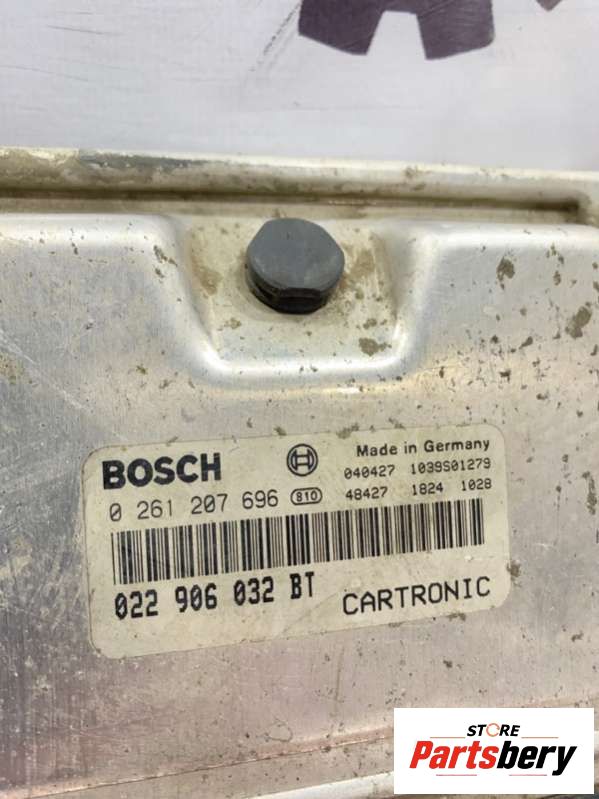 BOSCH
Made in Germany
0 261 207 696 810
040427 1039S01279
48427 1824 1028
022 906 032 BT
CARTRONIC
STORE
Partsbery